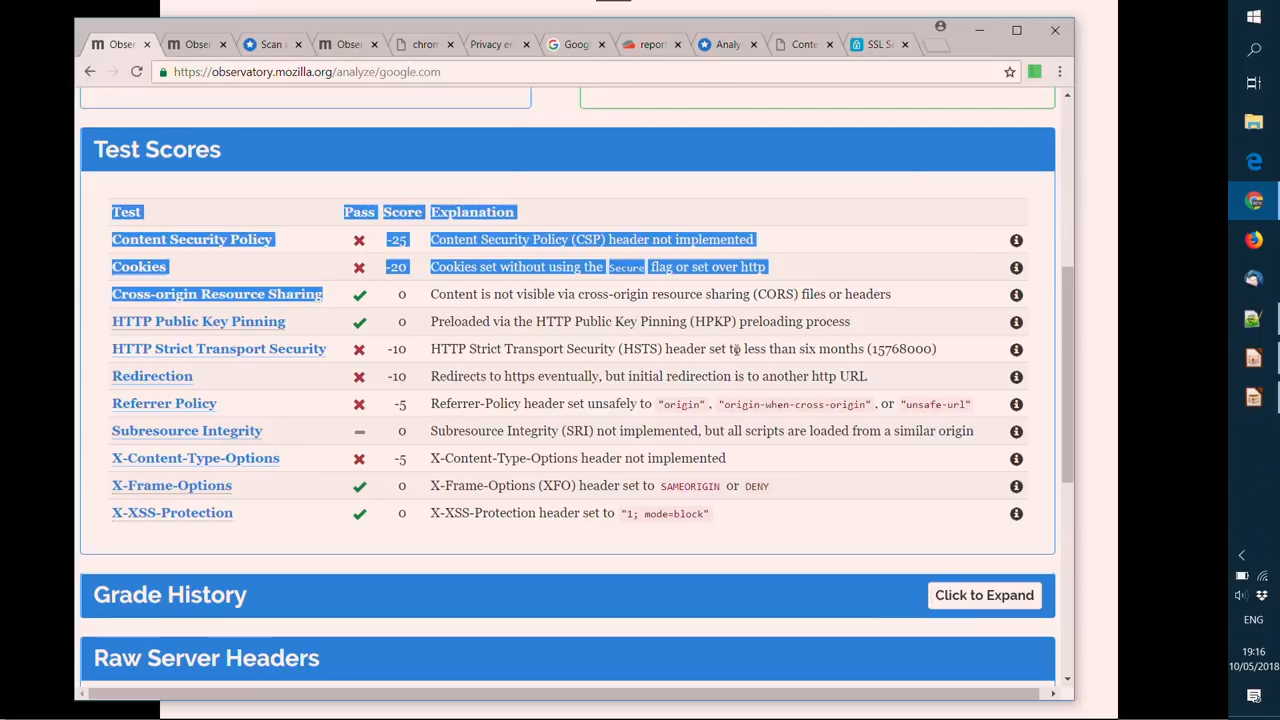 Obser
Obser
Scan r
Obser
chrom
Privacy er
Googl
report
Analy
Conte
SSL Se
https://observatory.mozilla.org/analyze/google.com
Test Scores
Test Pass Score Explanation
Content Security Policy -25 Content Security Policy (CSP) header not implemented
Cookies -20 Cookies set without using the Secure flag or set over http
Cross-origin Resource Sharing 0 Content is not visible via cross-origin resource sharing (CORS) files or headers
HTTP Public Key Pinning 0 Preloaded via the HTTP Public Key Pinning (HPKP) preloading process
HTTP Strict Transport Security -10 HTTP Strict Transport Security (HSTS) header set to less than six months (15768000)
Redirection -10 Redirects to https eventually, but initial redirection is to another http URL
Referrer Policy -5 Referrer-Policy header set unsafely to "origin", "origin-when-cross-origin", or "unsafe-url"
Subresource Integrity 0 Subresource Integrity (SRI) not implemented, but all scripts are loaded from a similar origin
X-Content-Type-Options -5 X-Content-Type-Options header not implemented
X-Frame-Options 0 X-Frame-Options (XFO) header set to SAMEORIGIN or DENY
X-XSS-Protection 0 X-XSS-Protection header set to "1; mode=block"
Grade History Click to Expand
Raw Server Headers
ENG
19:16
10/05/2018